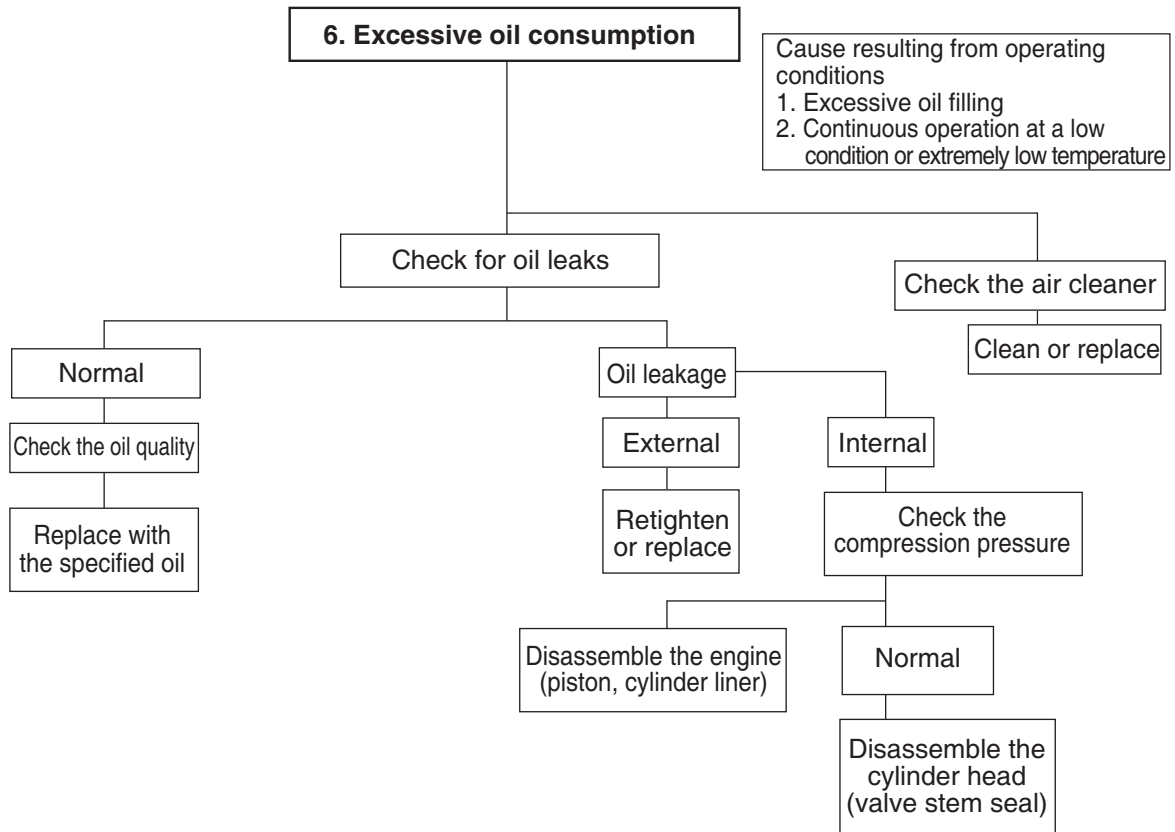 6. Excessive oil consumption
Cause resulting from operating
conditions
1. Excessive oil filling
2. Continuous operation at a low
condition or extremely low temperature
Check for oil leaks
Check the air cleaner
Clean or replace
Normal
Oil leakage
Check the oil quality
External
Internal
Replace with
the specified oil
Retighten
or replace
Check the
compression pressure
Disassemble the engine
(piston, cylinder liner)
Normal
Disassemble the
cylinder head
(valve stem seal)